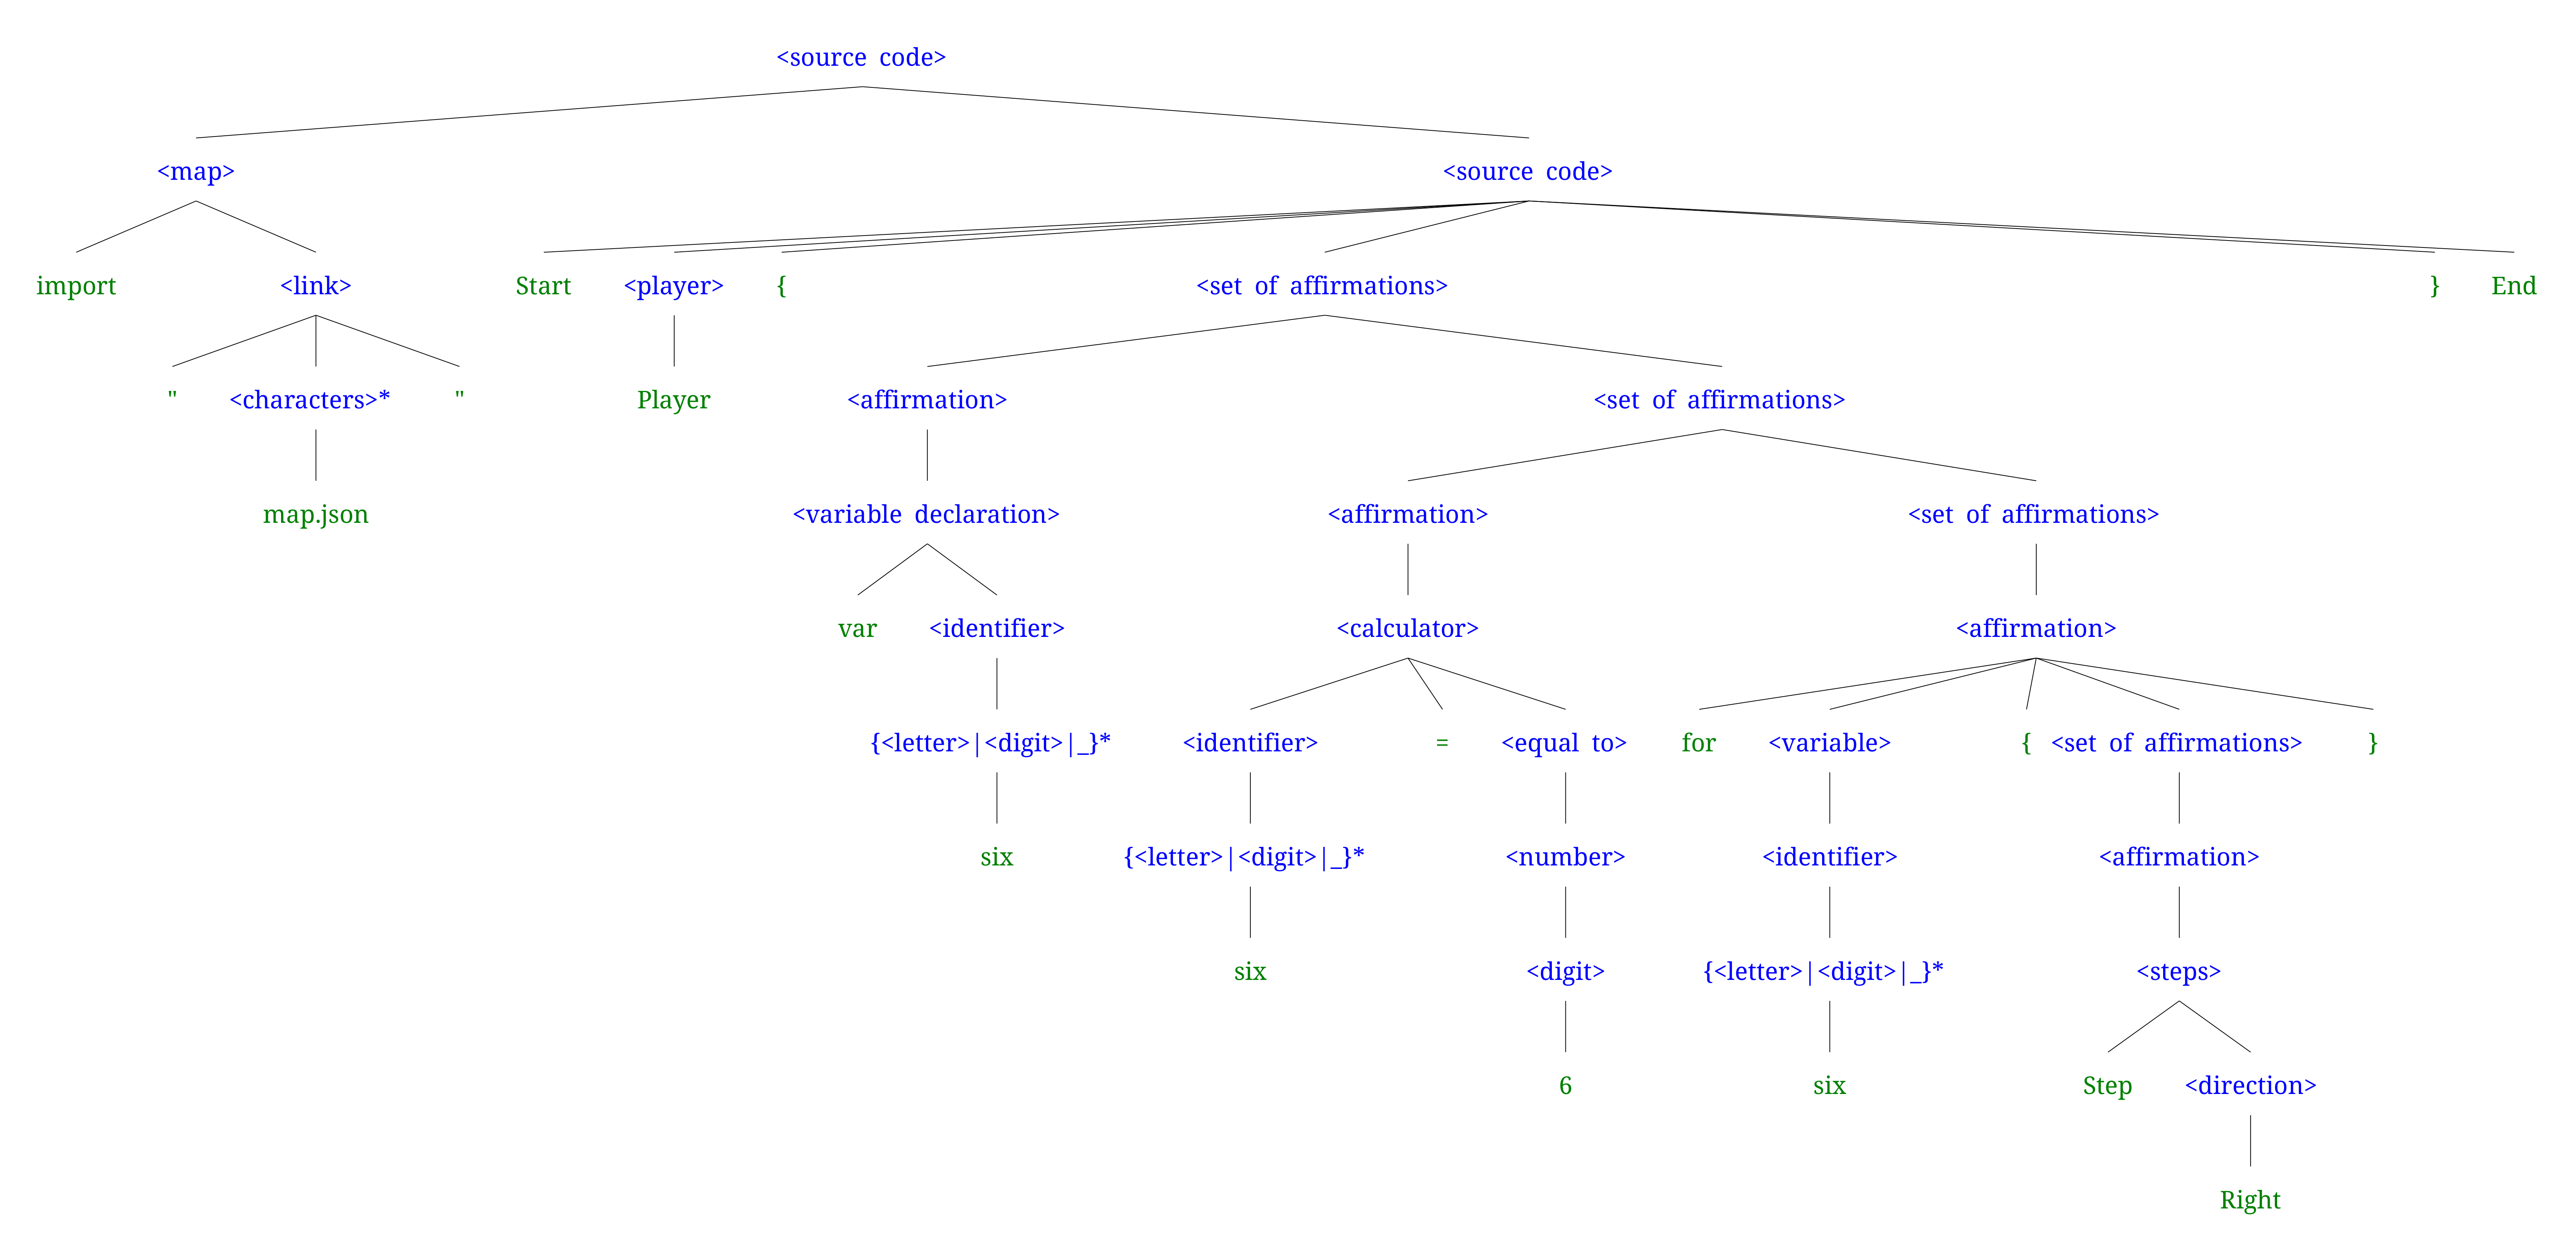 <source code>
<map> <source code>
import <link> Start <player> { <set of affirmations> } End
" <characters>* " Player <affirmation> <set of affirmations>
map.json <variable declaration> <affirmation> <set of affirmations>
var <identifier> <calculator> <affirmation>
{<letter>|<digit>|_}* <identifier> = <equal to> for <variable> { <set of affirmations> }
six {<letter>|<digit>|_}* <number> <identifier> <affirmation>
six <digit> {<letter>|<digit>|_}* <steps>
6 six Step <direction>
Right